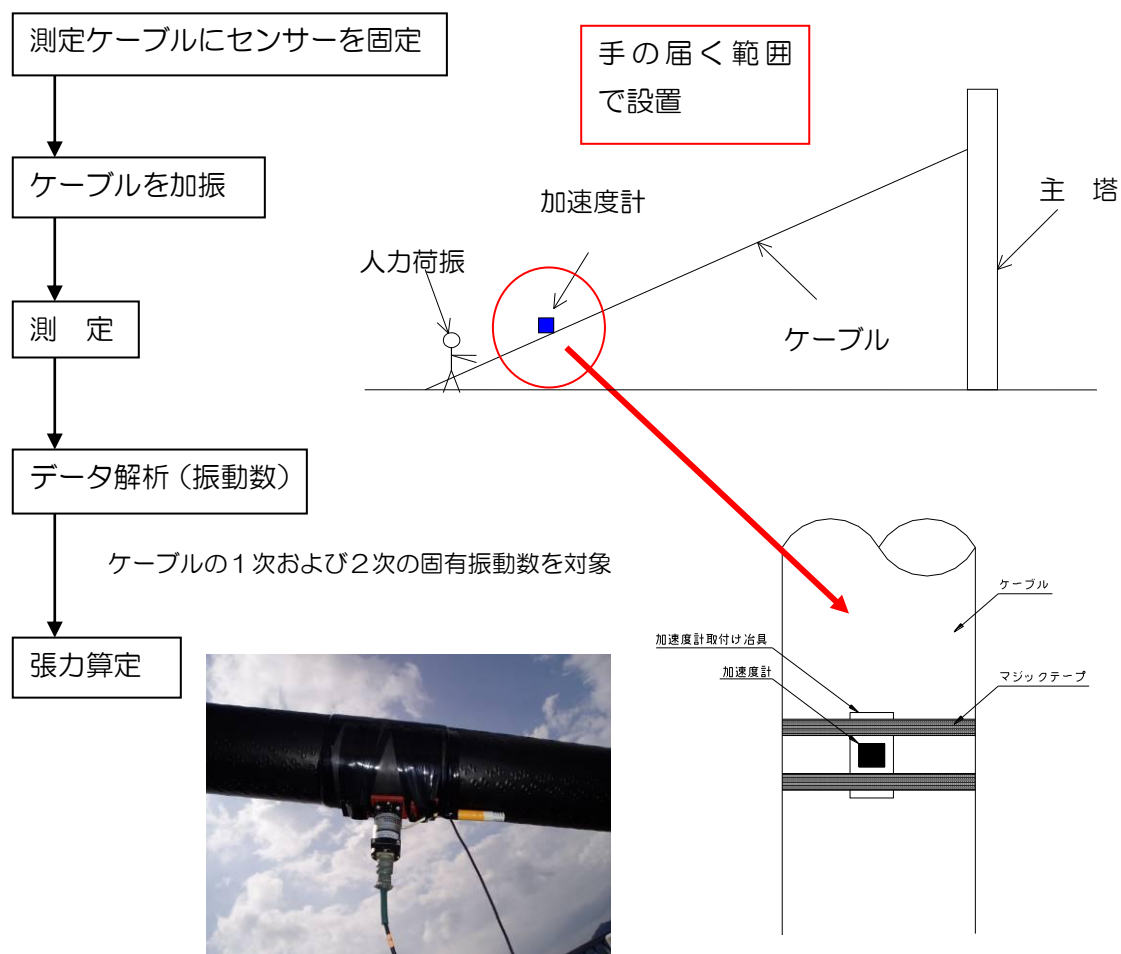 測定ケーブルにセンサーを固定
ケーブルを加振
測　定
データ解析（振動数）
ケーブルの１次および２次の固有振動数を対象
張力算定
手の届く範囲
で設置
加速度計
人力荷振
主　塔
ケーブル
ケーブル
加速度計取付け冶具
加速度計
マジックテープ